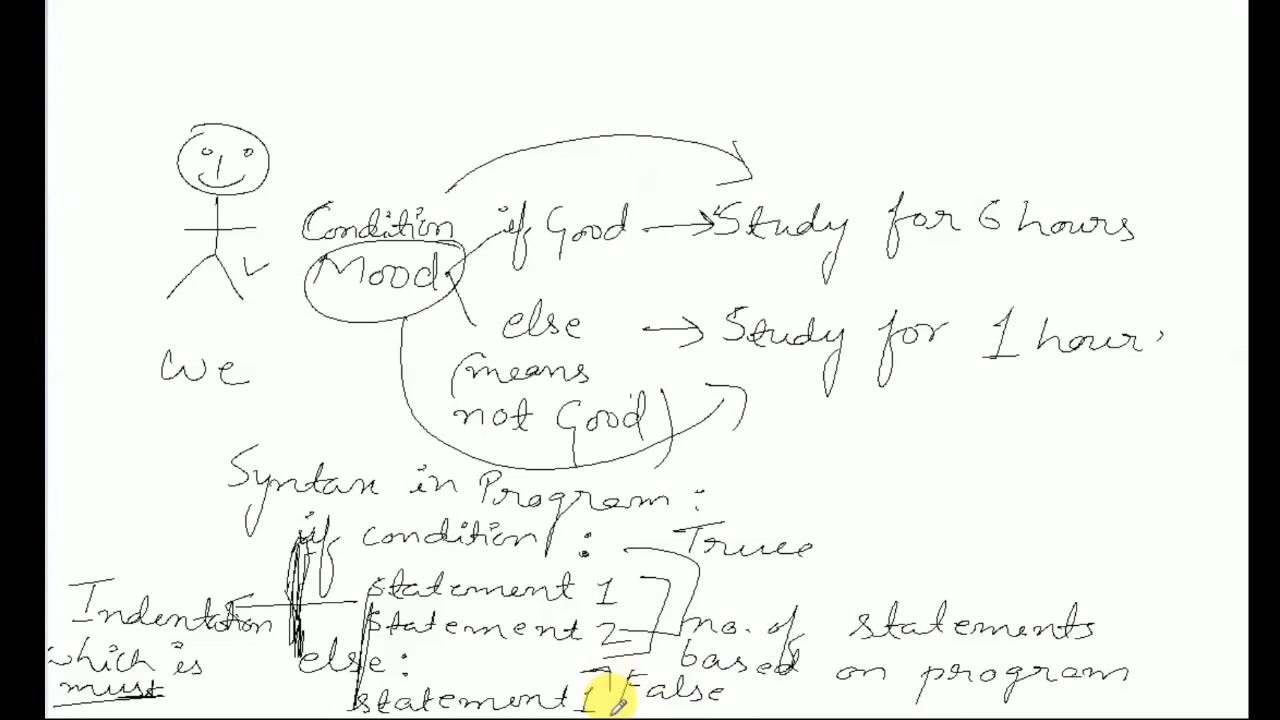 Condition if Good → Study for 6 hours
Mood
else → Study for 1 hour
(means
not Good)
we
Syntax in Program :
if condition : Truee
statement 1
Indentation statement 2 no. of statements
which is else : based on program
must statement 1 False